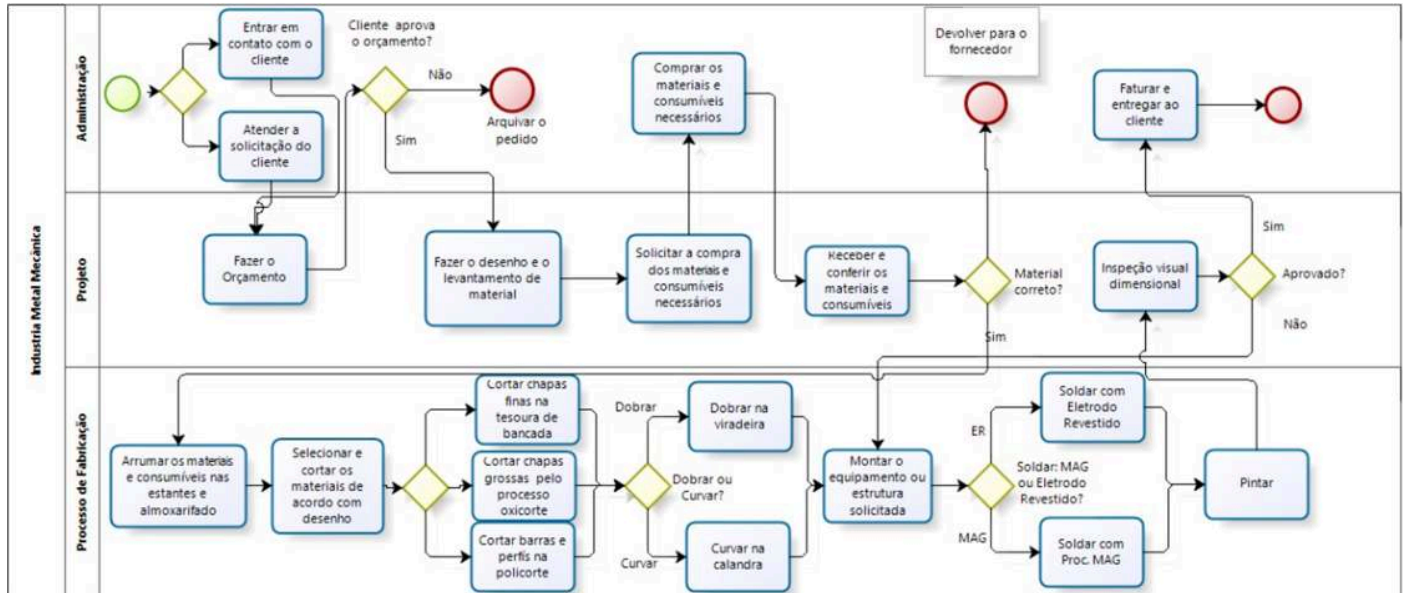 Industria Metal Mecânica
Administração
Entrar em
contato com o
cliente
Atender a
solicitação do
cliente
Cliente aprova
o orçamento?
Não
Sim
Arquivar o
pedido
Comprar os
materiais e
consumíveis
necessários
Devolver para o
fornecedor
Faturar e
entregar ao
cliente
Projeto
Fazer o
Orçamento
Fazer o desenho e o
levantamento de
material
Solicitar a compra
dos materiais e
consumíveis
necessários
Receber e
conferir os
materiais e
consumíveis
Material
correto?
Sim
Inspeção visual
dimensional
Sim
Aprovado?
Não
Processo de Fabricação
Arrumar os materiais
e consumíveis nas
estantes e
almoxarifado
Selecionar e
cortar os
materiais de
acordo com
desenho
Cortar chapas
finas na
tesoura de
bancada
Cortar chapas
grossas pelo
processo
oxicorte
Cortar barras e
perfís na
policorte
Dobrar
Dobrar ou
Curvar?
Curvar
Dobrar na
viradeira
Curvar na
calandra
Montar o
equipamento ou
estrutura
solicitada
ER
Soldar: MAG
ou Eletrodo
Revestido?
MAG
Soldar com
Eletrodo
Revestido
Soldar com
Proc. MAG
Pintar